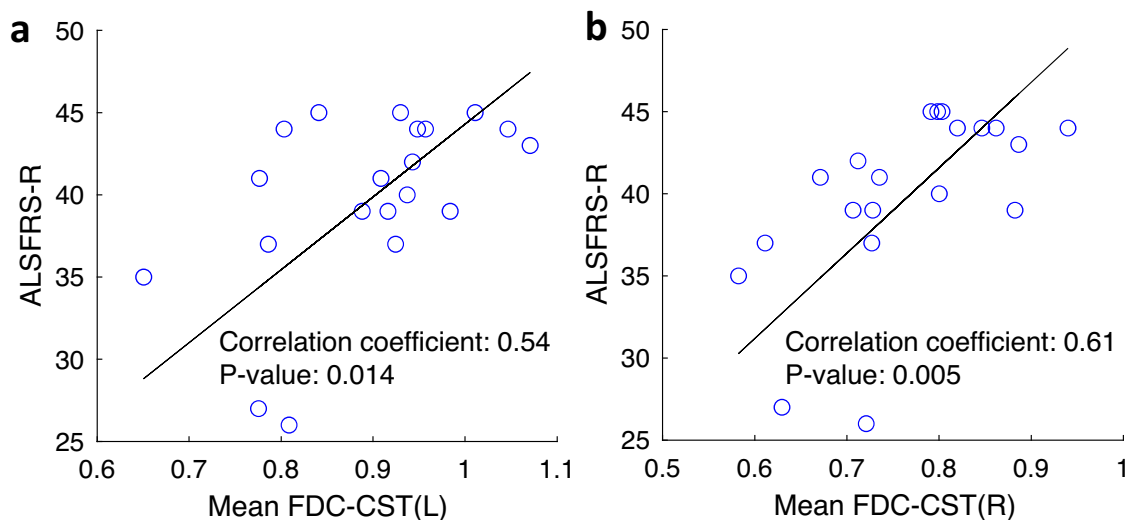 a
50
45
40
35
30
25
ALSFRS-R
Correlation coefficient: 0.54
P-value: 0.014
0.6 0.7 0.8 0.9 1 1.1
Mean FDC-CST(L)
b
50
45
40
35
30
25
ALSFRS-R
Correlation coefficient: 0.61
P-value: 0.005
0.5 0.6 0.7 0.8 0.9 1
Mean FDC-CST(R)